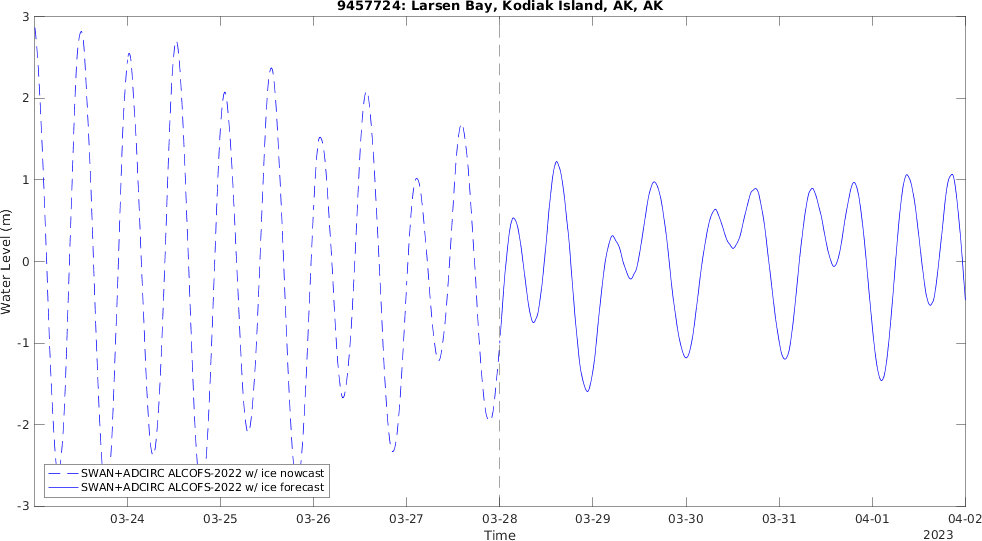 9457724: Larsen Bay, Kodiak Island, AK, AK
3
2
1
0
-1
-2
-3
Water Level (m)
SWAN+ADCIRC ALCOFS-2022 w/ ice nowcast
SWAN+ADCIRC ALCOFS-2022 w/ ice forecast
03-24 03-25 03-26 03-27 03-28 03-29 03-30 03-31 04-01 04-02
Time
2023